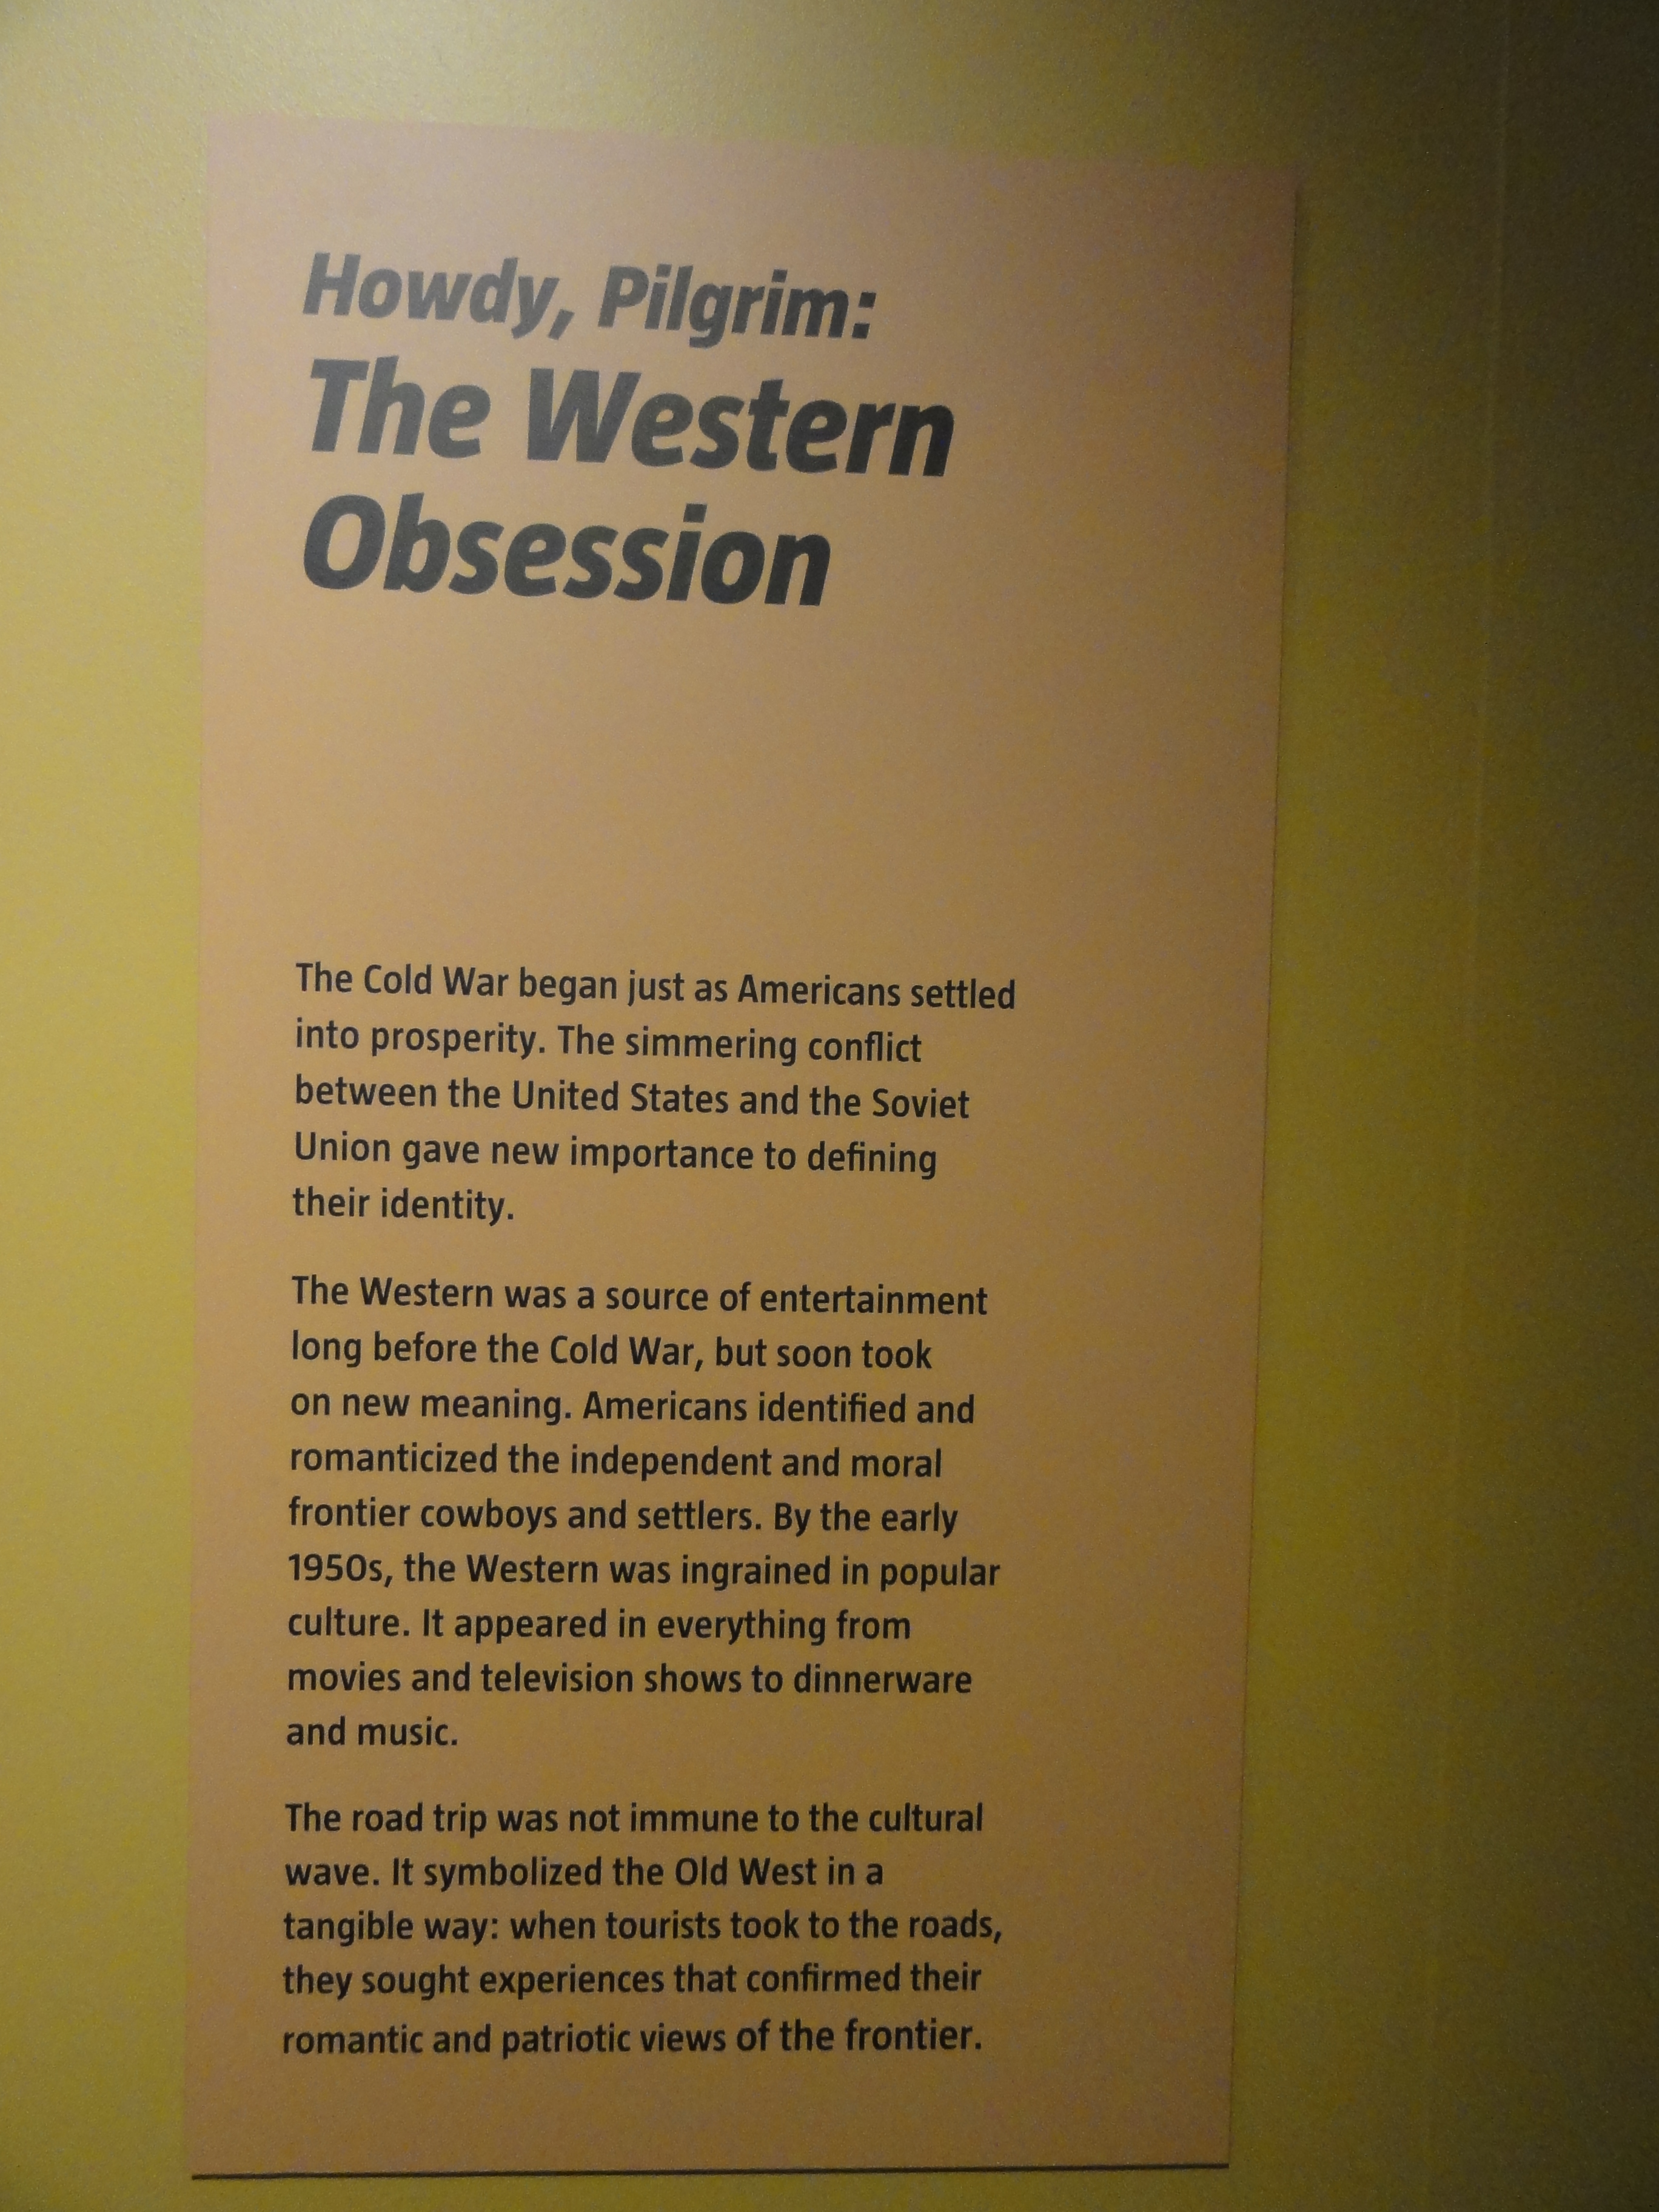 Howdy, Pilgrim:
The Western
Obsession
The Cold War began just as Americans settled
into prosperity. The simmering conflict
between the United States and the Soviet
Union gave new importance to defining
their identity.
The Western was a source of entertainment
long before the Cold War, but soon took
on new meaning. Americans identified and
romanticized the independent and moral
frontier cowboys and settlers. By the early
1950s, the Western was ingrained in popular
culture. It appeared in everything from
movies and television shows to dinnerware
and music.
The road trip was not immune to the cultural
wave. It symbolized the Old West in a
tangible way: when tourists took to the roads,
they sought experiences that confirmed their
romantic and patriotic views of the frontier.